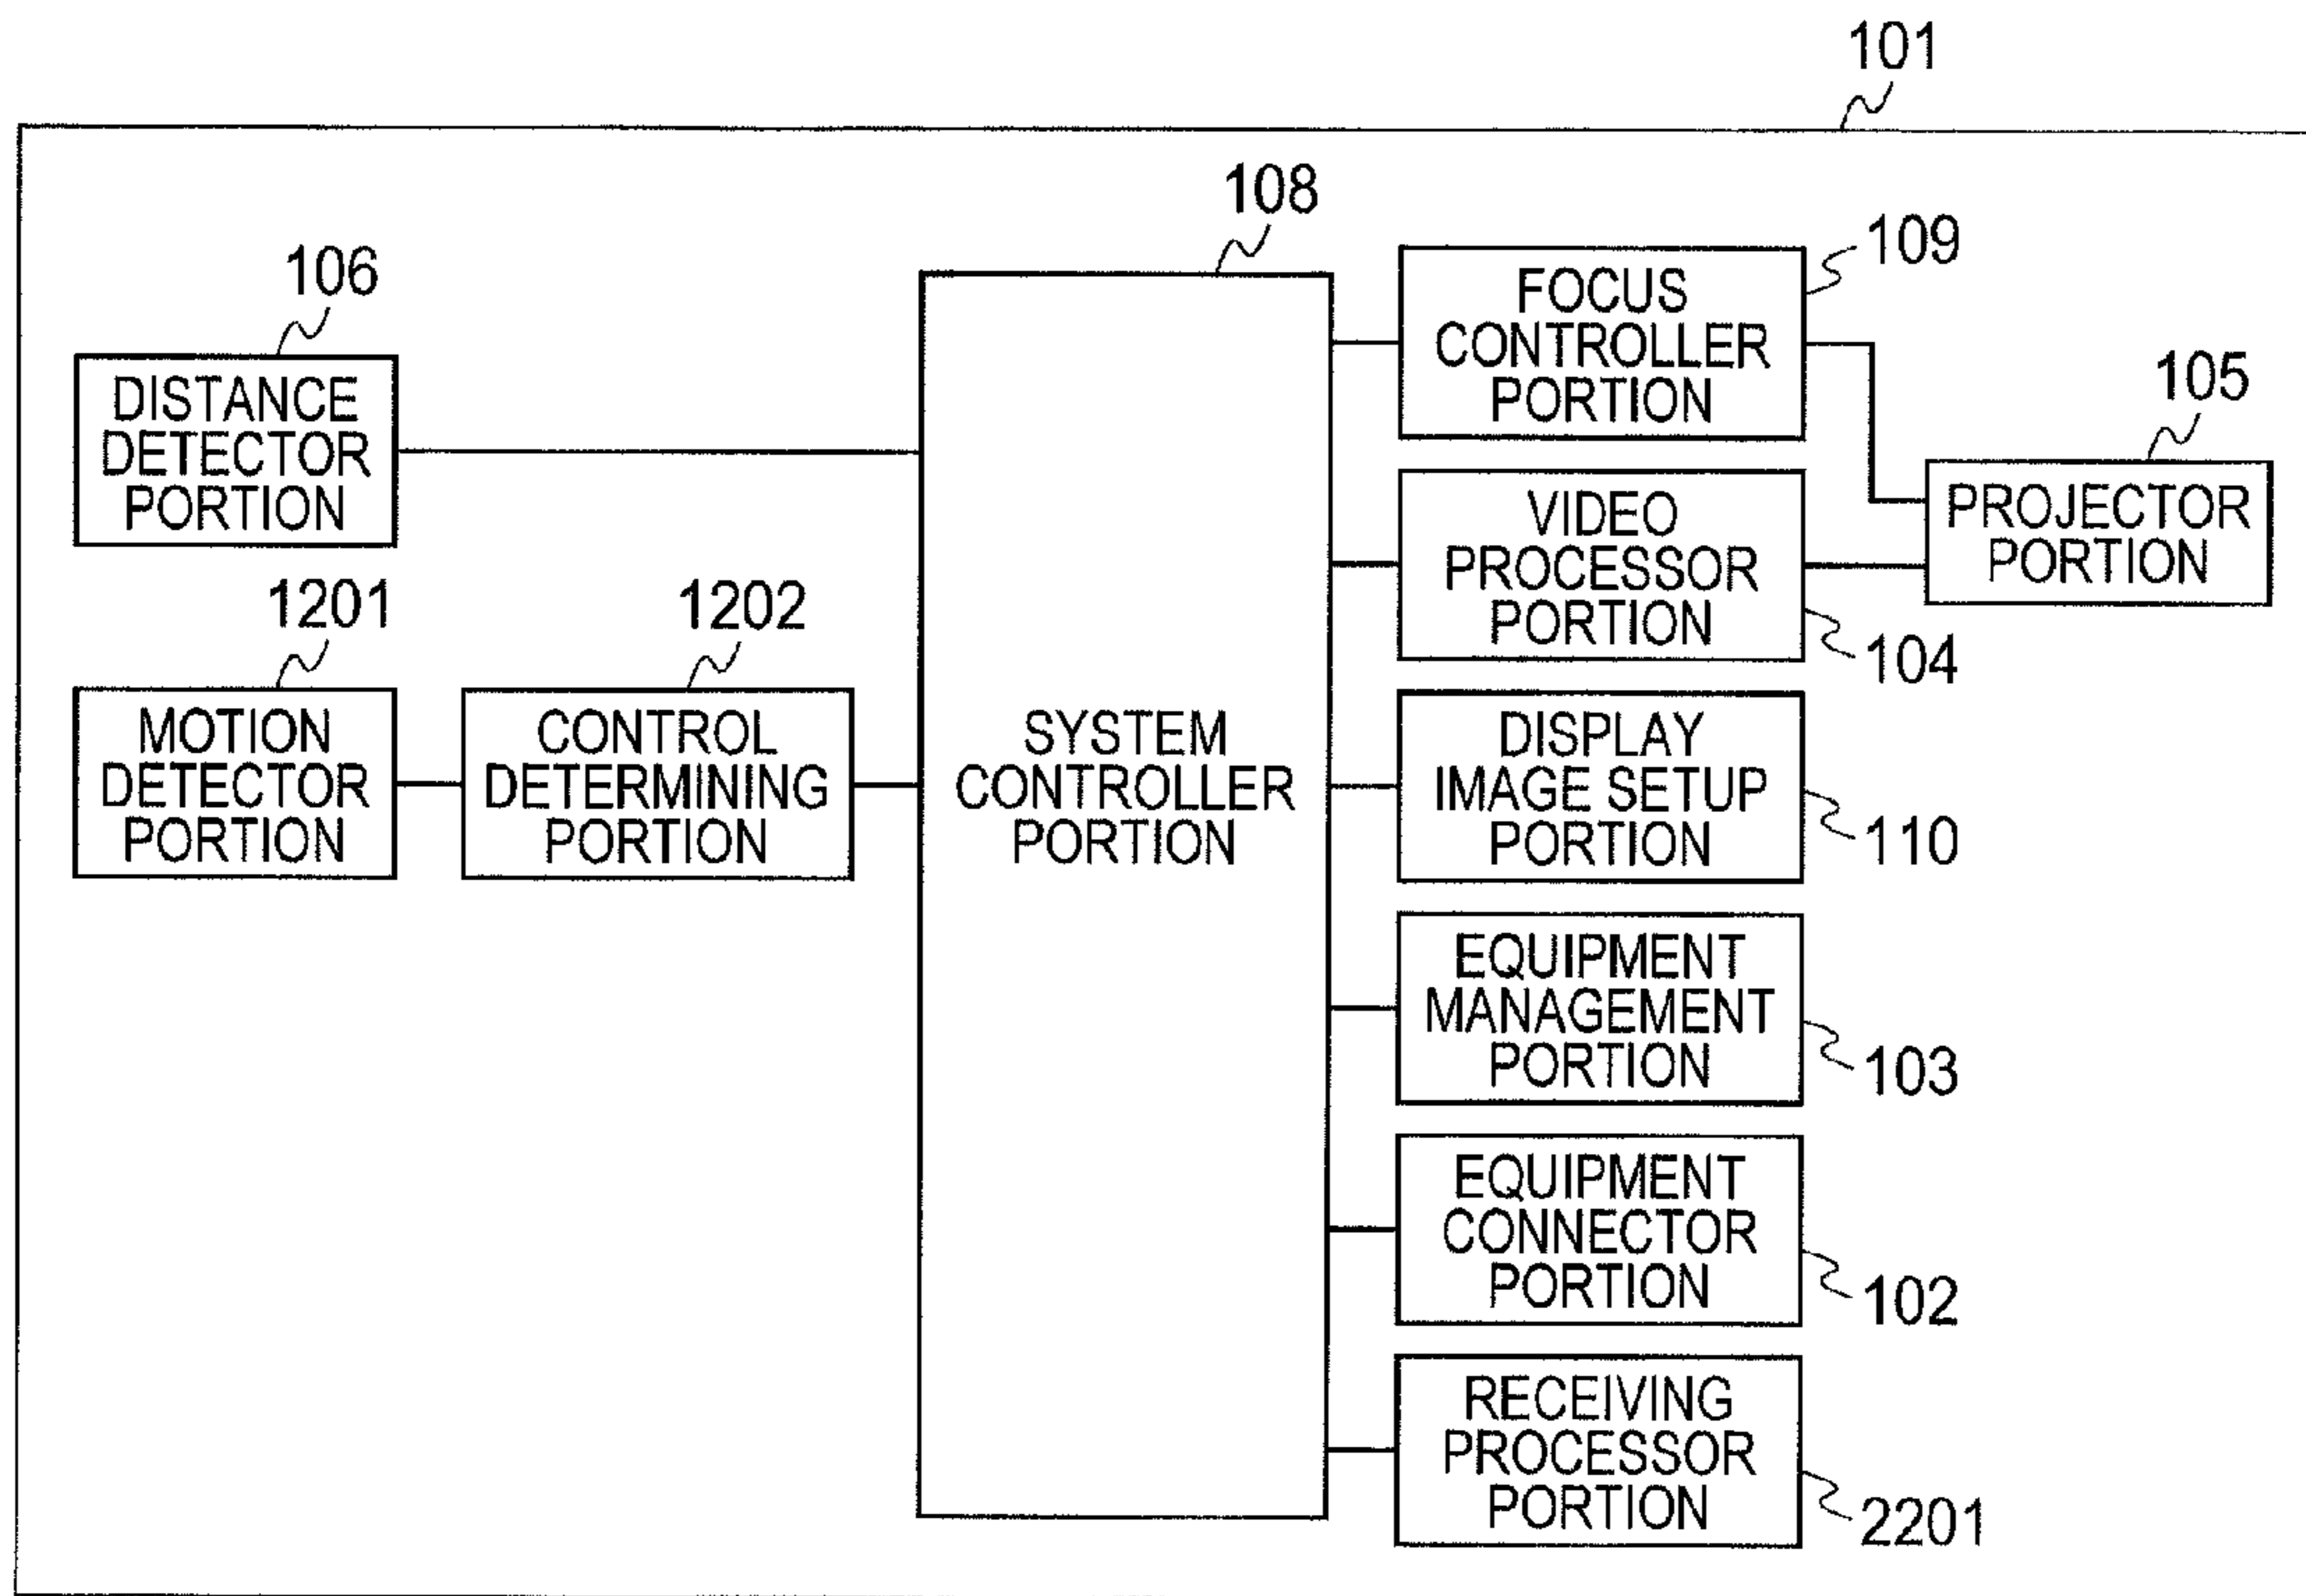 101
108
109
FOCUS
CONTROLLER
PORTION
106
DISTANCE
DETECTOR
PORTION
105
PROJECTOR
PORTION
VIDEO
PROCESSOR
PORTION
104
1201
MOTION
DETECTOR
PORTION
1202
CONTROL
DETERMINING
PORTION
SYSTEM
CONTROLLER
PORTION
DISPLAY
IMAGE SETUP
PORTION
110
EQUIPMENT
MANAGEMENT
PORTION
103
EQUIPMENT
CONNECTOR
PORTION
102
RECEIVING
PROCESSOR
PORTION
2201